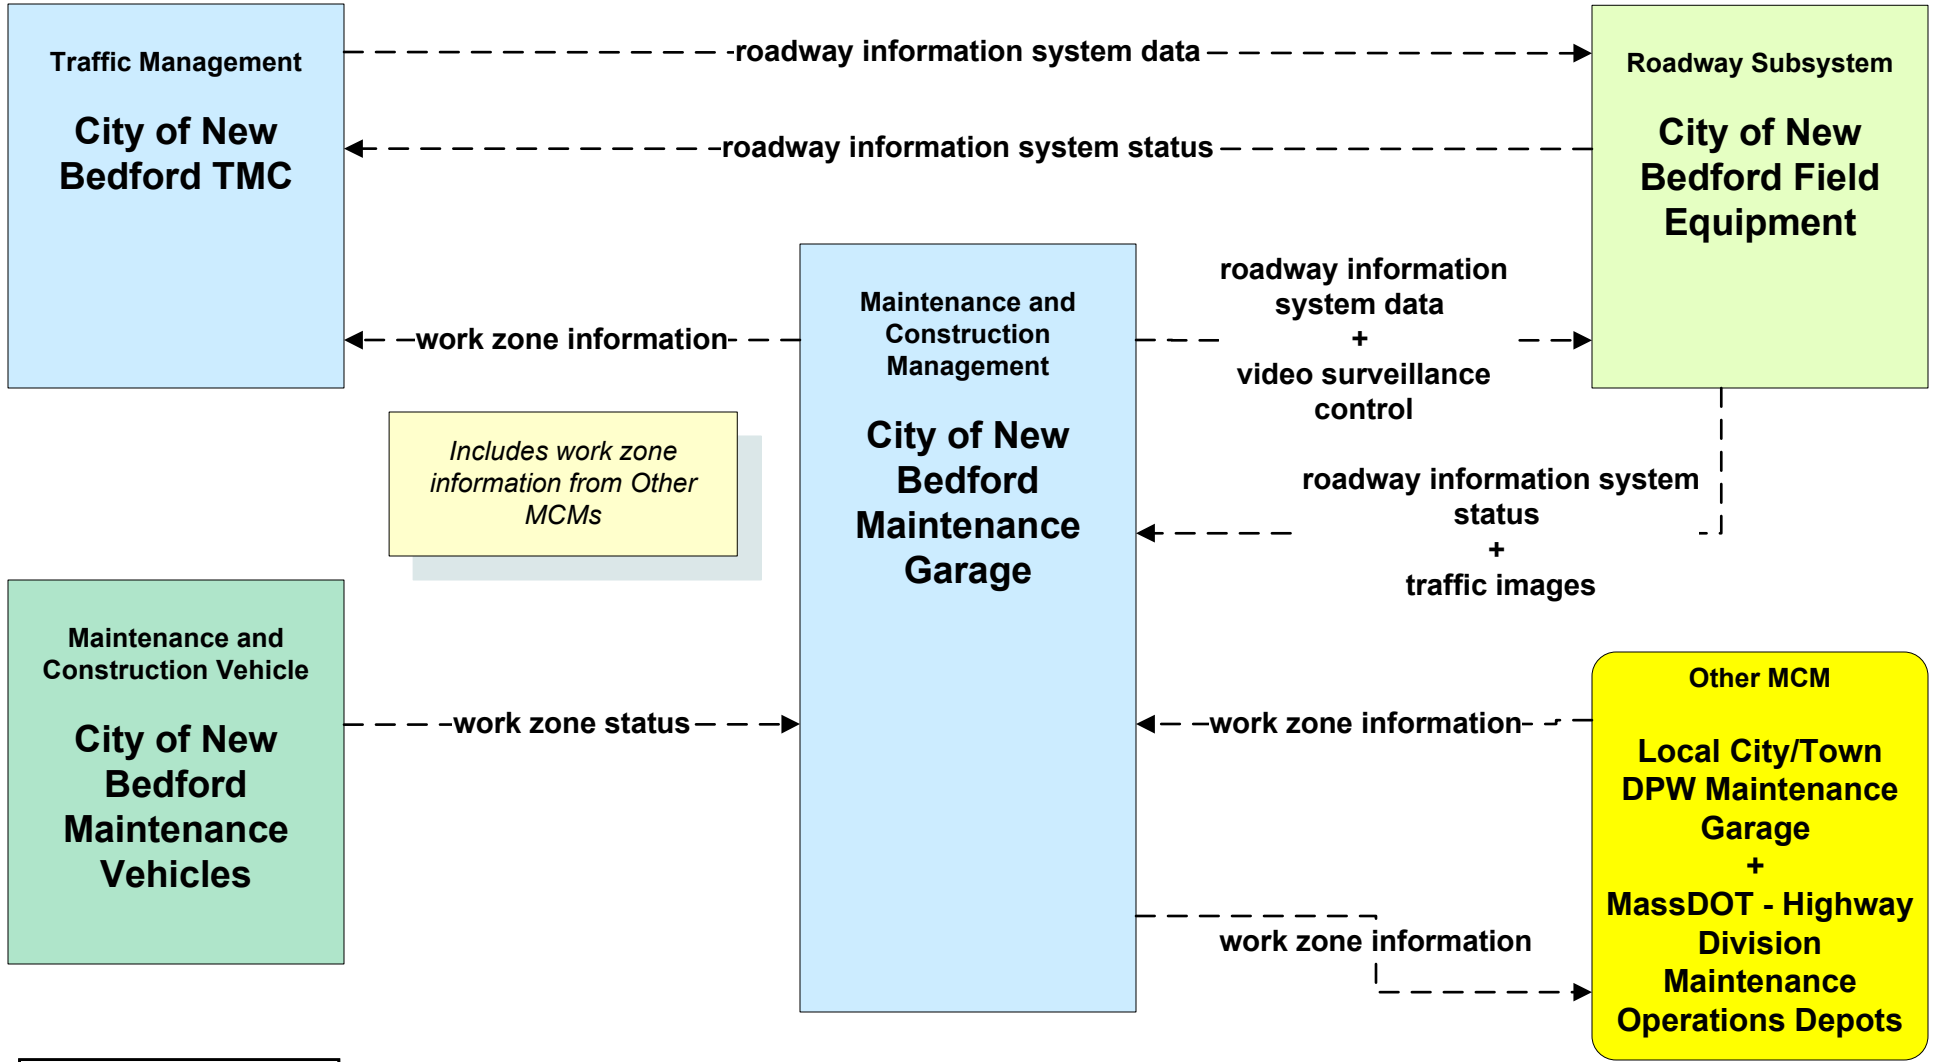 Traffic Management
City of New
Bedford TMC
roadway information system data
roadway information system status
Roadway Subsystem
City of New
Bedford Field
Equipment
work zone information
Maintenance and
Construction
Management
City of New
Bedford
Maintenance
Garage
roadway information
system data
+
video surveillance
control
Includes work zone
information from Other
MCMs
roadway information system
status
+
traffic images
Maintenance and
Construction Vehicle
City of New
Bedford
Maintenance
Vehicles
work zone status
work zone information
Other MCM
Local City/Town
DPW Maintenance
Garage
+
MassDOT - Highway
Division
Maintenance
Operations Depots
work zone information